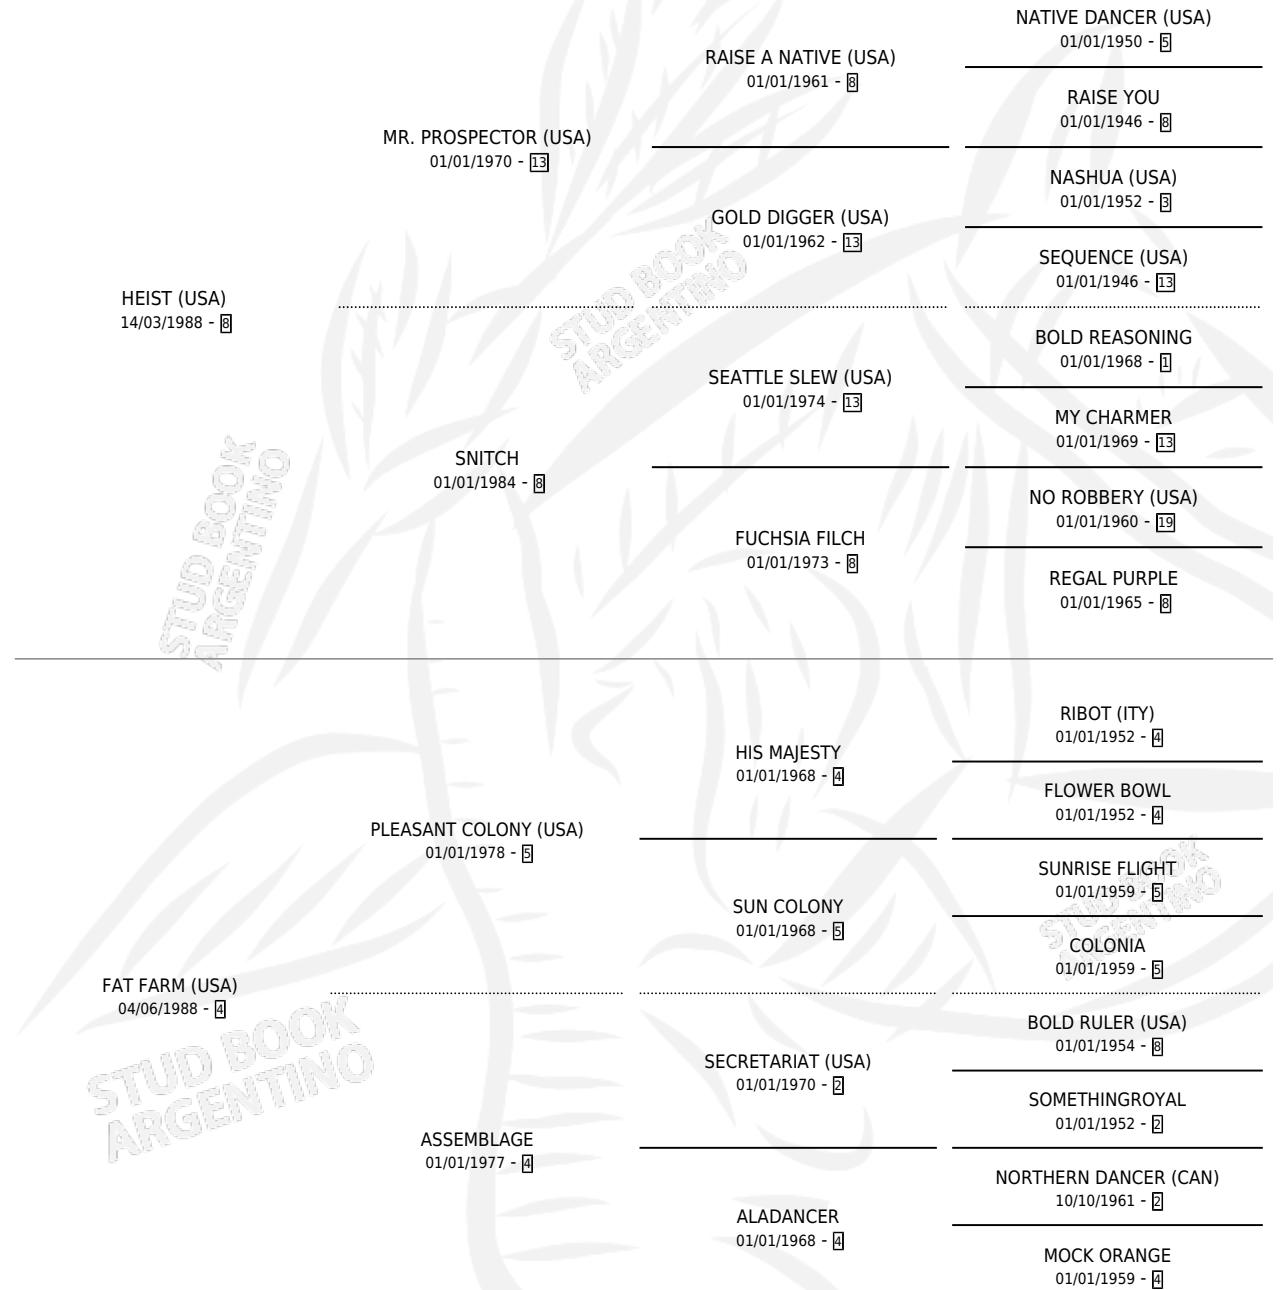 NATIVE DANCER (USA)
01/01/1950 - 5
RAISE A NATIVE (USA)
01/01/1961 - 8
RAISE YOU
01/01/1946 - 8
MR. PROSPECTOR (USA)
01/01/1970 - 13
NASHUA (USA)
01/01/1952 - 3
GOLD DIGGER (USA)
01/01/1962 - 13
SEQUENCE (USA)
01/01/1946 - 13
HEIST (USA)
14/03/1988 - 8
BOLD REASONING
01/01/1968 - 1
SEATTLE SLEW (USA)
01/01/1974 - 13
MY CHARMER
01/01/1969 - 13
SNITCH
01/01/1984 - 8
NO ROBBERY (USA)
01/01/1960 - 19
FUCHSIA FILCH
01/01/1973 - 8
REGAL PURPLE
01/01/1965 - 8
RIBOT (ITY)
01/01/1952 - 4
HIS MAJESTY
01/01/1968 - 4
FLOWER BOWL
01/01/1952 - 4
PLEASANT COLONY (USA)
01/01/1978 - 5
SUNRISE FLIGHT
01/01/1959 - 5
SUN COLONY
01/01/1968 - 5
COLONIA
01/01/1959 - 5
FAT FARM (USA)
04/06/1988 - 4
BOLD RULER (USA)
01/01/1954 - 8
SECRETARIAT (USA)
01/01/1970 - 2
SOMETHINGROYAL
01/01/1952 - 2
ASSEMBLAGE
01/01/1977 - 4
NORTHERN DANCER (CAN)
10/10/1961 - 2
ALADANCER
01/01/1968 - 4
MOCK ORANGE
01/01/1959 - 4
STUD BOOK
ARGENTINO
STUD BOOK
ARGENTINO
STUD BOOK
ARGENTINO
STUD BOOK
ARGENTINO